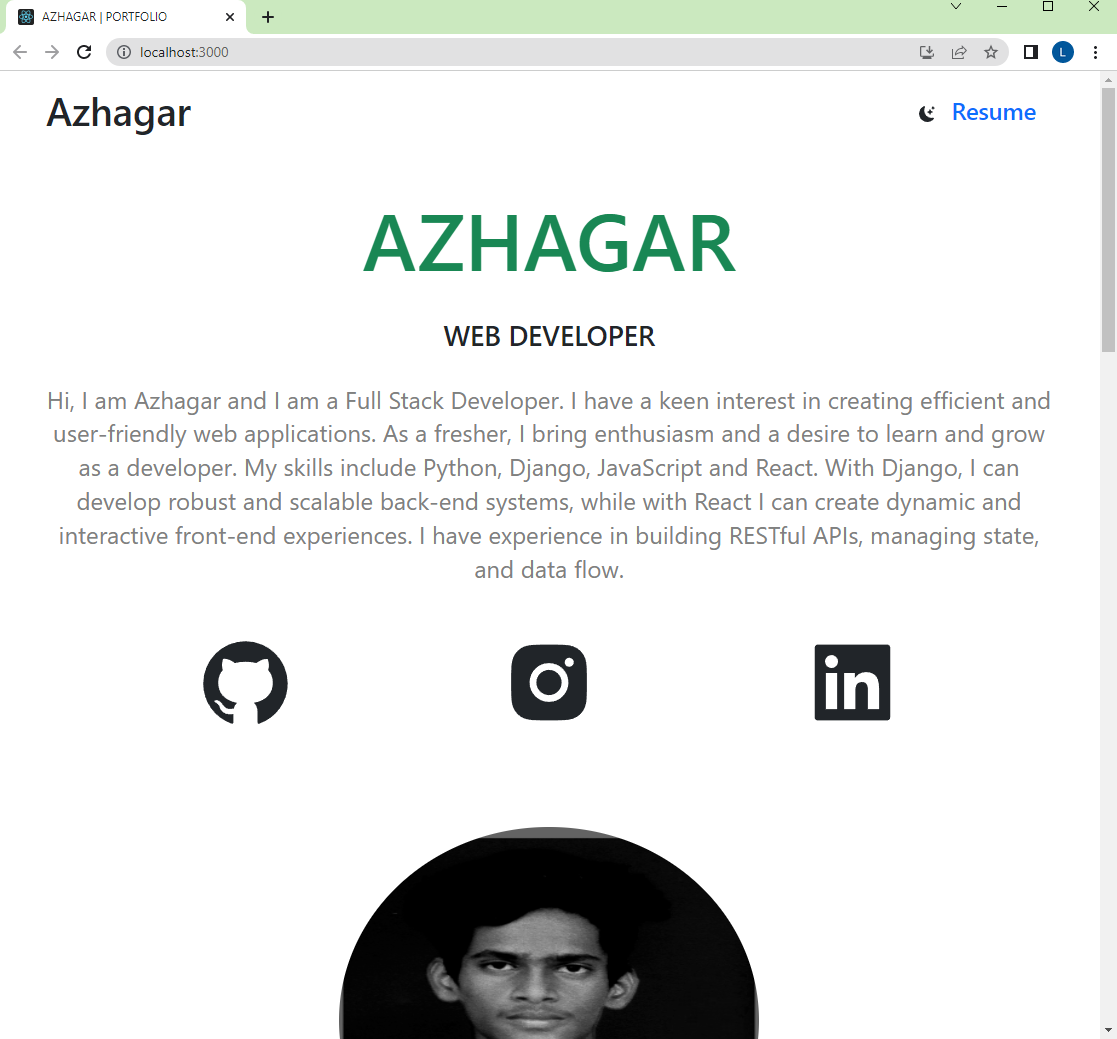 AZHAGAR | PORTFOLIO
localhost:3000
L
Azhagar
Resume
AZHAGAR
WEB DEVELOPER
Hi, I am Azhagar and I am a Full Stack Developer. I have a keen interest in creating efficient and
user-friendly web applications. As a fresher, I bring enthusiasm and a desire to learn and grow
as a developer. My skills include Python, Django, JavaScript and React. With Django, I can
develop robust and scalable back-end systems, while with React I can create dynamic and
interactive front-end experiences. I have experience in building RESTful APIs, managing state,
and data flow.
in